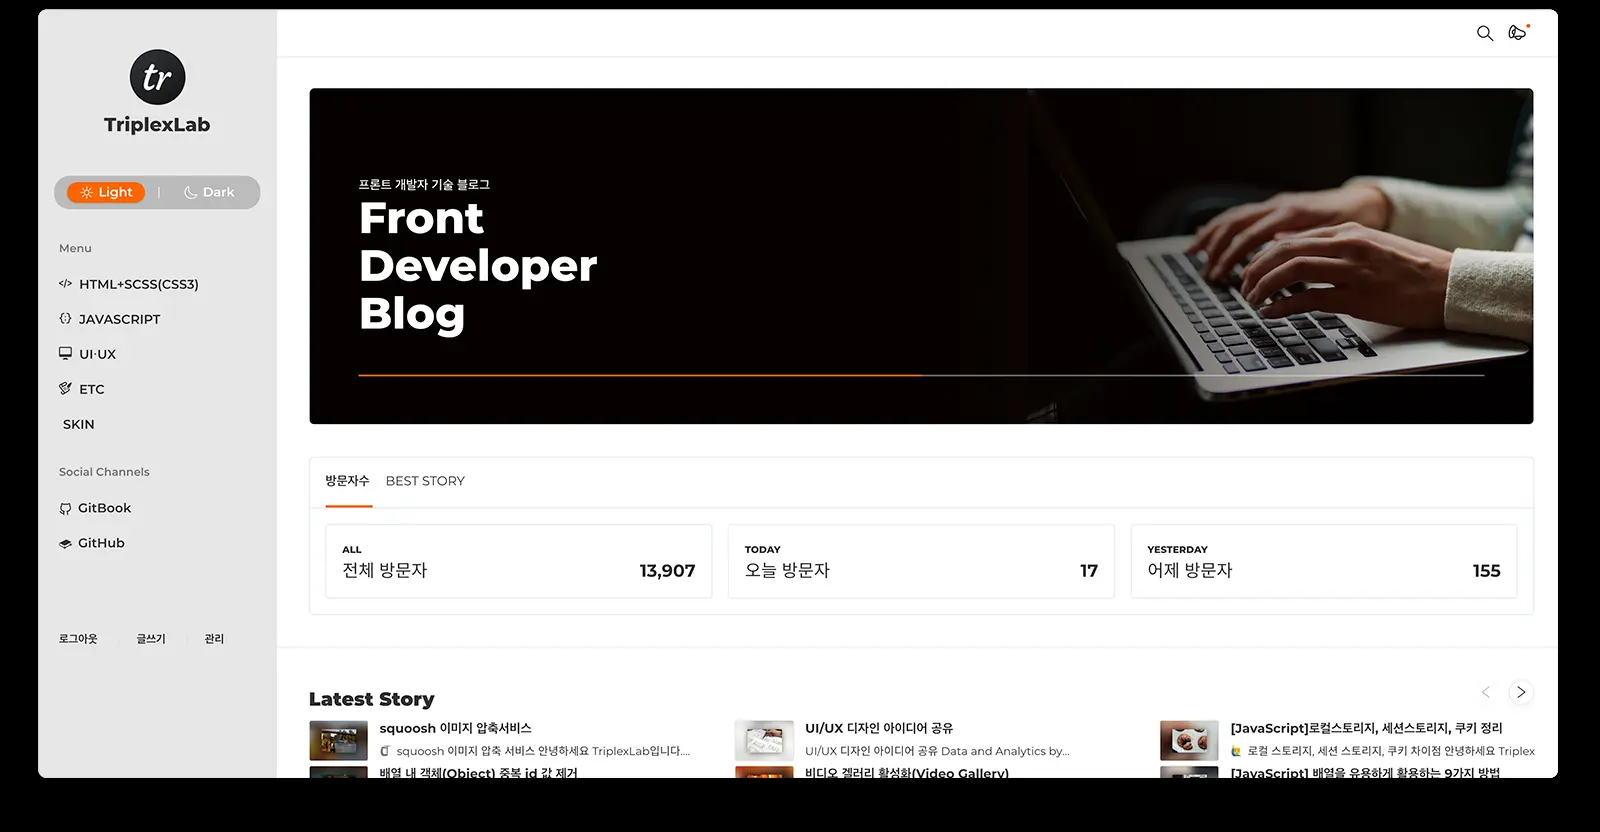 tr
TriplexLab
Light | Dark
Menu
</> HTML+SCSS(CSS3)
JAVASCRIPT
UI·UX
ETC
SKIN
Social Channels
GitBook
GitHub
로그아웃 글쓰기 관리
프론트 개발자 기술 블로그
Front
Developer
Blog
방문자수 BEST STORY
ALL
전체 방문자 13,907
TODAY
오늘 방문자 17
YESTERDAY
어제 방문자 155
Latest Story
squoosh 이미지 압축서비스
squoosh 이미지 압축 서비스 안녕하세요 TriplexLab입니다....
배열 내 객체(Object) 중복 id 값 제거
UI/UX 디자인 아이디어 공유
UI/UX 디자인 아이디어 공유 Data and Analytics by...
비디오 겔러리 활성화(Video Gallery)
[JavaScript]로컬스토리지, 세션스토리지, 쿠키 정리
로컬 스토리지, 세션 스토리지, 쿠키 차이점 안녕하세요 Triplex
[JavaScript] 배열을 유용하게 활용하는 9가지 방법